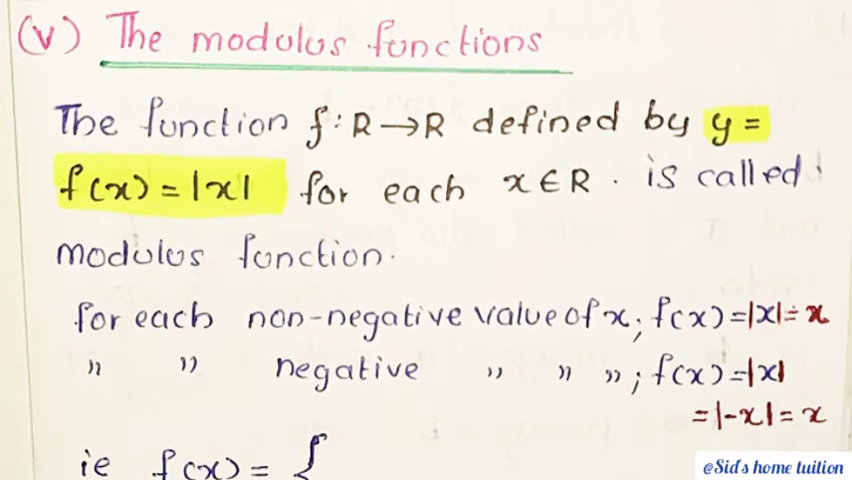 (v) The modulus functions
The function f: R→R defined by y =
f(x) = |x| for each x∈R. is called
modulus function.
for each non-negative value of x; f(x)=|x|=x
" " negative " " "; f(x)=|x|
=|-x|=x
ie f(x) = {
@Sid's home tuition